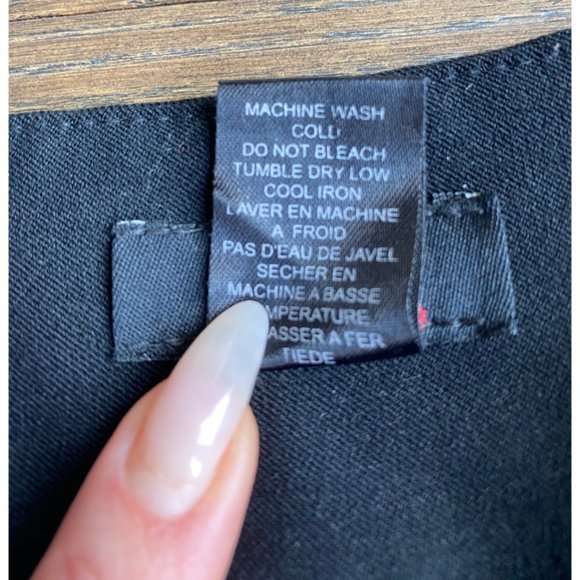 MACHINE WASH
COLD
DO NOT BLEACH
TUMBLE DRY LOW
COOL IRON
LAVER EN MACHINE
A FROID
PAS D'EAU DE JAVEL
SECHER EN
MACHINE A BASSE
MPERATURE
ASSER A FER
TIEDE